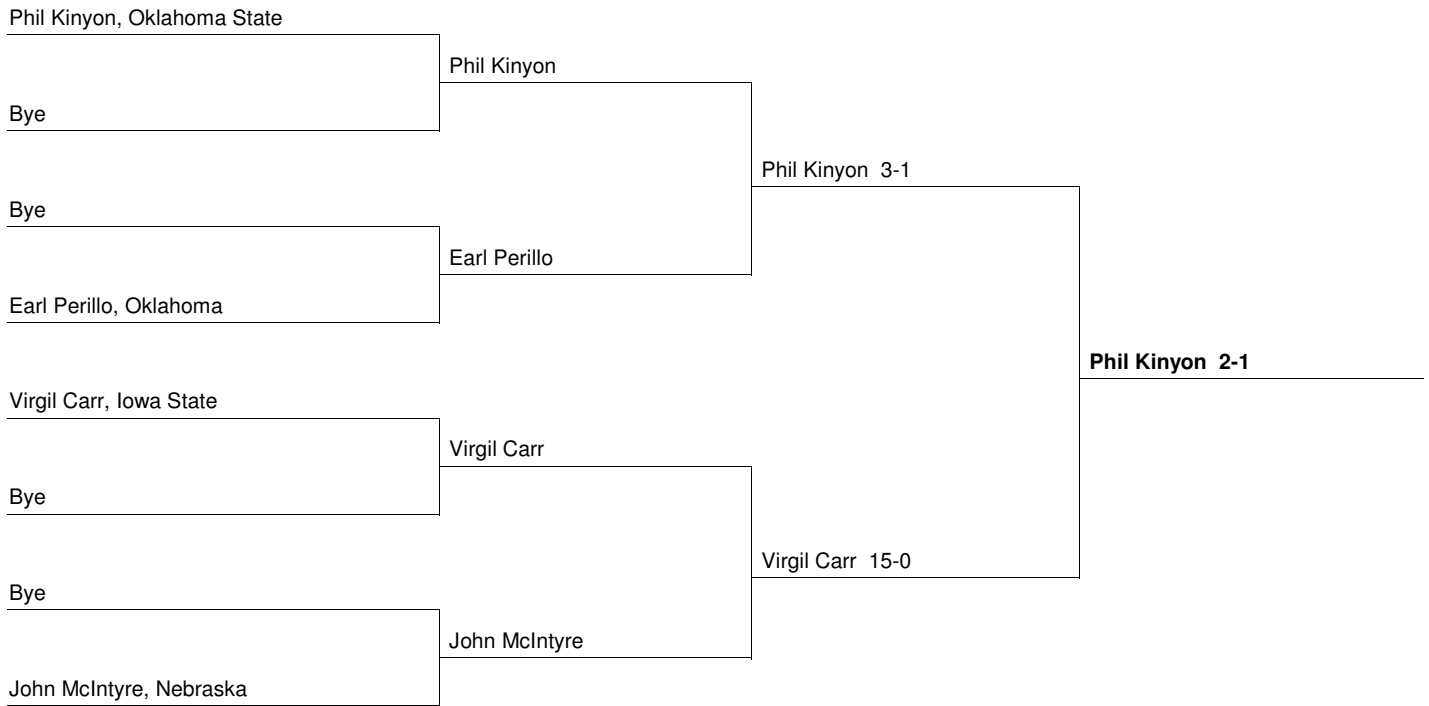 Phil Kinyon, Oklahoma State
Phil Kinyon
Bye
Phil Kinyon  3-1
Bye
Earl Perillo
Earl Perillo, Oklahoma
Phil Kinyon  2-1
Virgil Carr, Iowa State
Virgil Carr
Bye
Virgil Carr  15-0
Bye
John McIntyre
John McIntyre, Nebraska